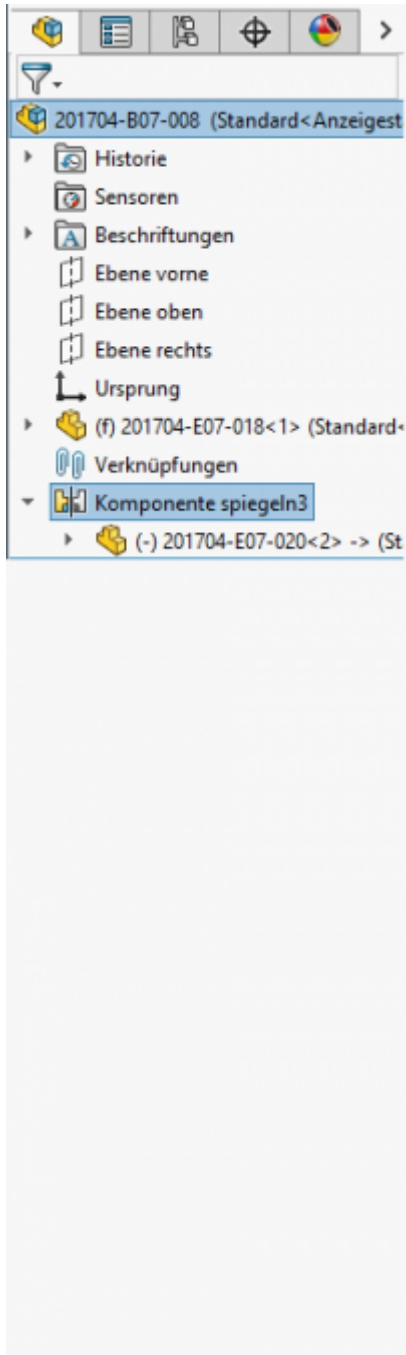 201704-B07-008 (Standard<Anzeigest
Historie
Sensoren
Beschriftungen
Ebene vorne
Ebene oben
Ebene rechts
Ursprung
(f) 201704-E07-018<1> (Standard<
Verknüpfungen
Komponente spiegeln3
(-) 201704-E07-020<2> -> (St